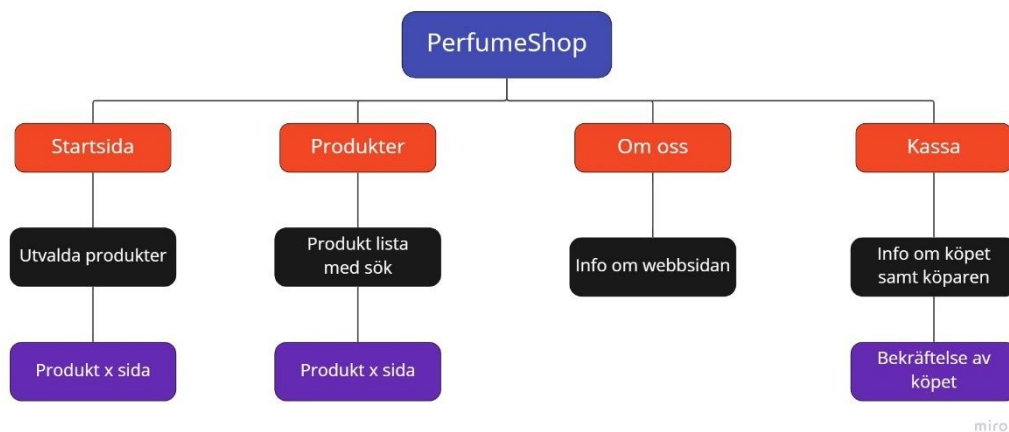 PerfumeShop
Startsida
Produkter
Om oss
Kassa
Utvalda produkter
Produkt lista
med sök
Info om webbsidan
Info om köpet
samt köparen
Produkt x sida
Produkt x sida
Bekräftelse av
köpet
miro